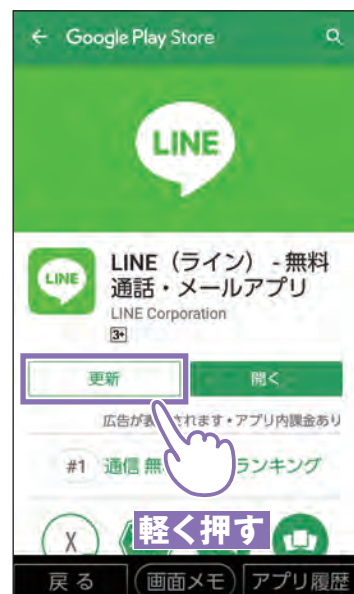 Google Play Store
LINE
LINE
LINE（ライン） - 無料
通話・メールアプリ
LINE Corporation
3+
更新
開く
広告が表 されます・アプリ内課金あり
#1 通信 無 ランキング
X
軽く押す
戻る
画面メモ
アプリ履歴